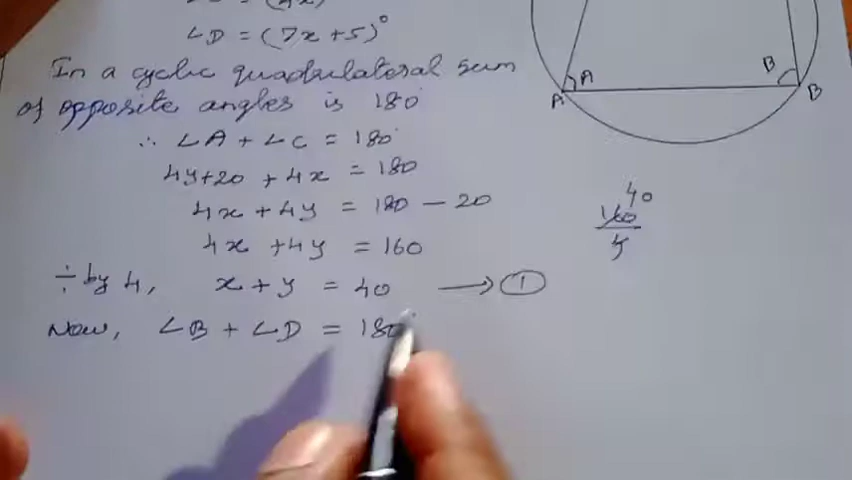 ∠D = (7x+5)°
In a cyclic quadrilateral sum
of opposite angles is 180°
∴ ∠A + ∠C = 180°
4y+20 + 4x = 180
4x + 4y = 180 - 20
4x + 4y = 160
÷ by 4, x + y = 40 → ①
Now, ∠B + ∠D = 180°
A
B
A
B
40
160
4